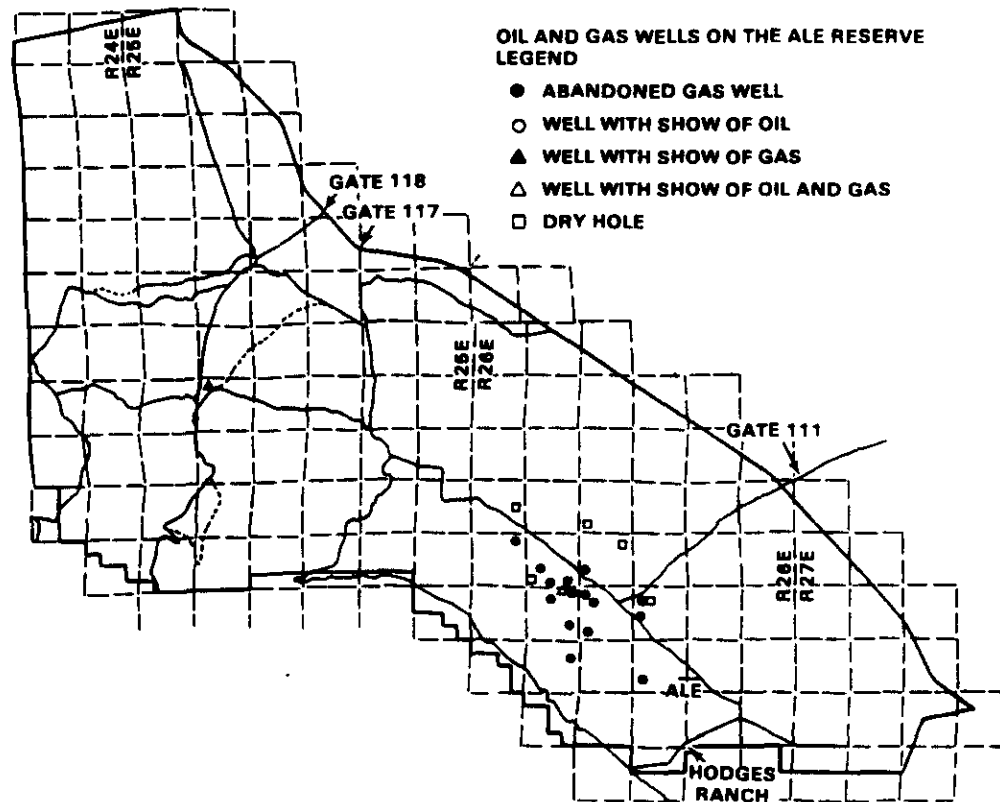 OIL AND GAS WELLS ON THE ALE RESERVE
LEGEND
ABANDONED GAS WELL
WELL WITH SHOW OF OIL
WELL WITH SHOW OF GAS
WELL WITH SHOW OF OIL AND GAS
DRY HOLE
R24E
R25E
GATE 118
GATE 117
R25E
R26E
GATE 111
R26E
R27E
ALE
HODGES
RANCH